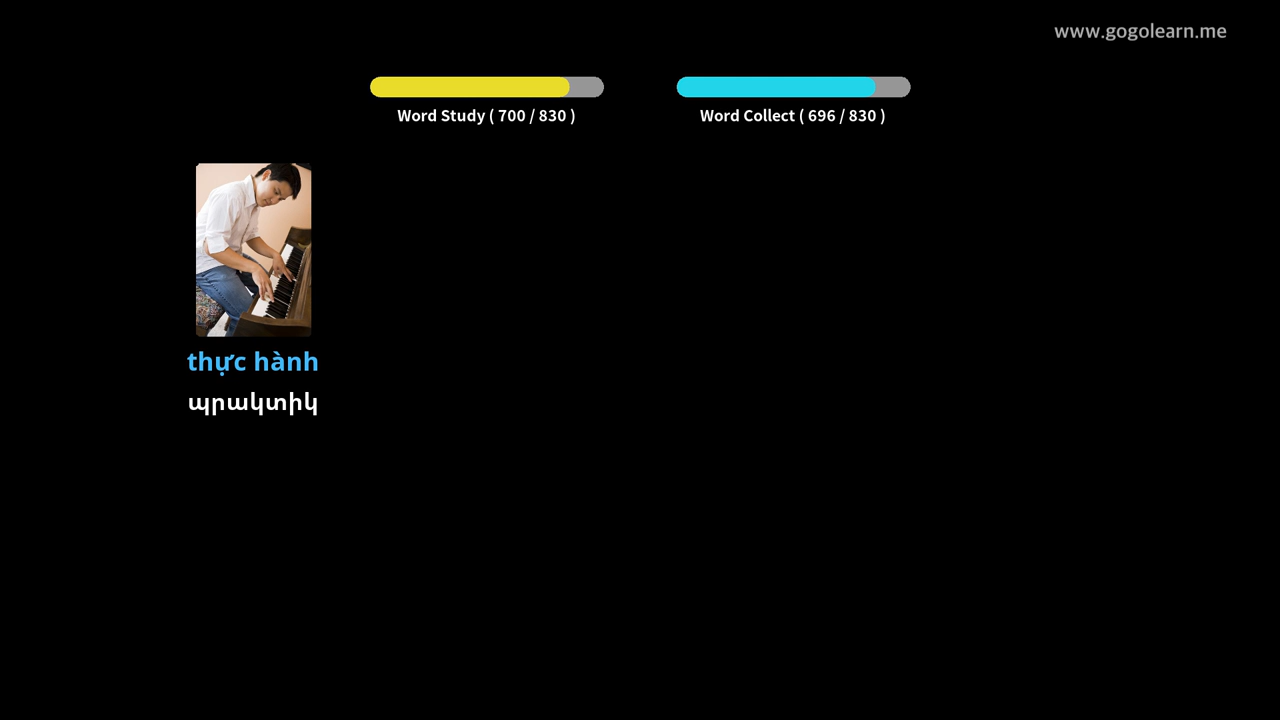 www.gogolearn.me
Word Study ( 700 / 830 )
Word Collect ( 696 / 830 )
thực hành
պրակտիկ